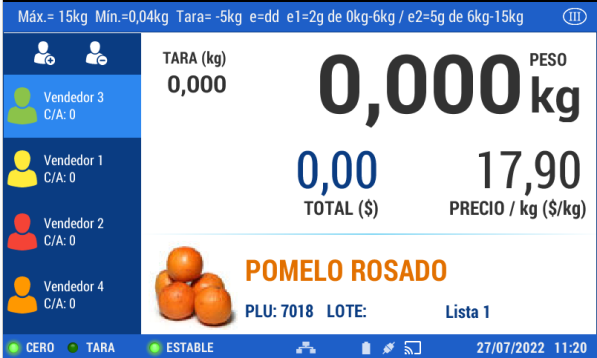 Máx.= 15kg Mín.=0,04kg Tara= -5kg e=dd e1=2g de 0kg-6kg / e2=5g de 6kg-15kg III
TARA (kg)
0,000
PESO
0,000 kg
Vendedor 3
C/A: 0
Vendedor 1
C/A: 0
Vendedor 2
C/A: 0
Vendedor 4
C/A: 0
0,00
TOTAL ($)
17,90
PRECIO / kg ($/kg)
POMELO ROSADO
PLU: 7018 LOTE: Lista 1
CERO TARA ESTABLE 27/07/2022 11:20